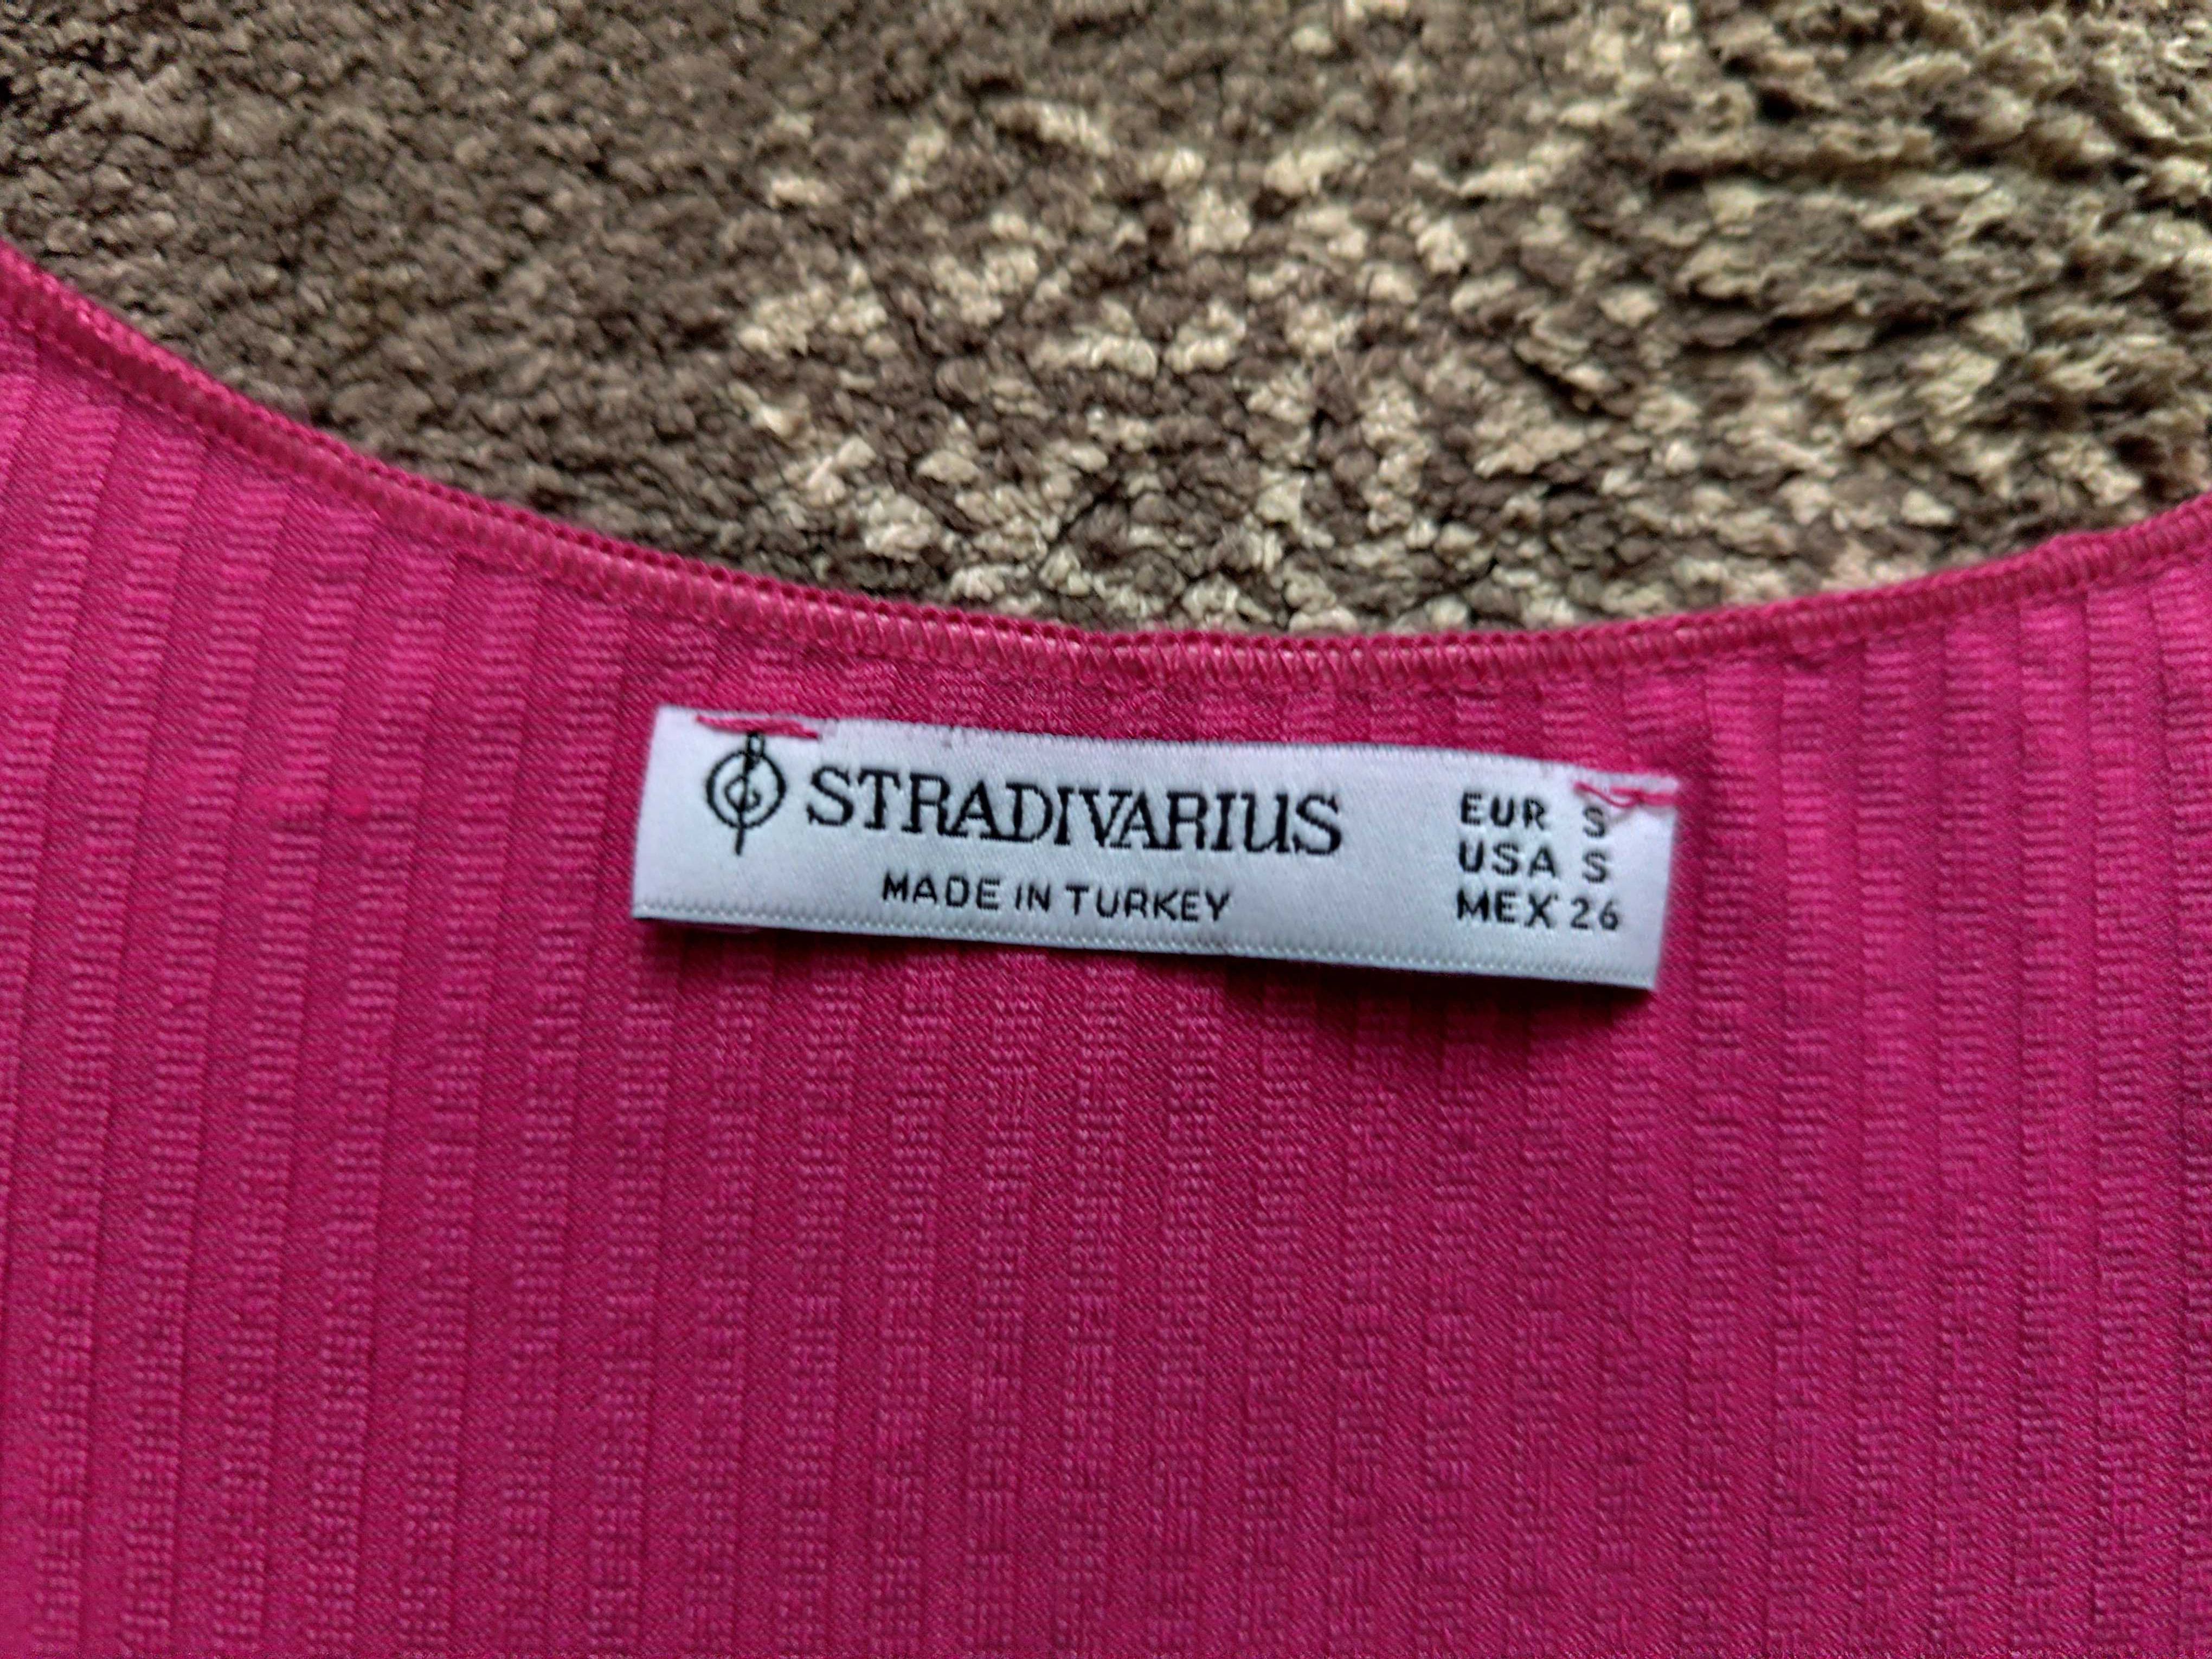 STRADIVARIUS
MADE IN TURKEY
EUR S
USA S
MEX 26